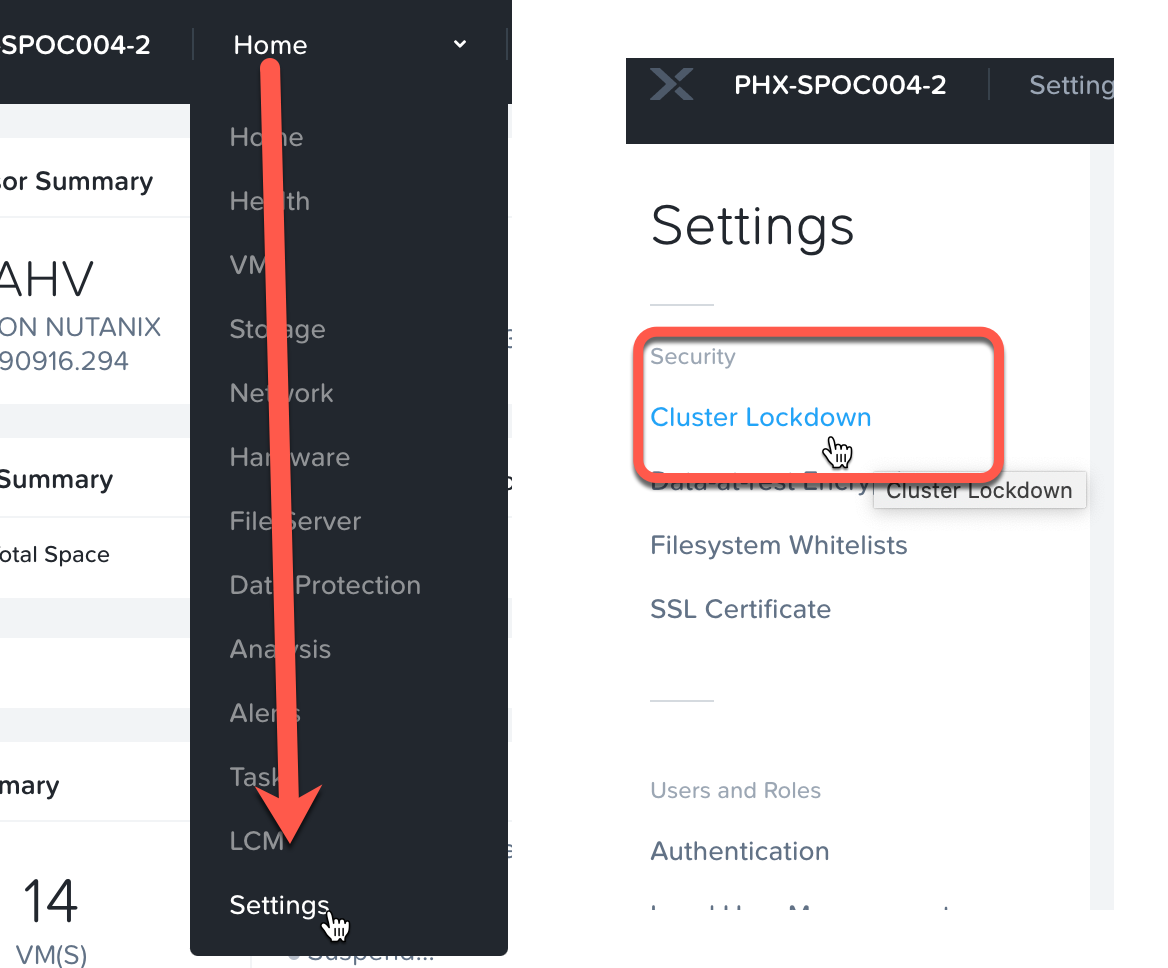 -SPOC004-2
Home
or Summary
AHV
ON NUTANIX
90916.294
Summary
otal Space
mary
14
VM(S)
Home
Health
VM
Storage
Network
Hardware
File Server
Data Protection
Analysis
Alerts
Tasks
LCM
Settings
Suspend...
PHX-SPOC004-2
Setting
Settings
Security
Cluster Lockdown
Data-at-rest Encry
Cluster Lockdown
Filesystem Whitelists
SSL Certificate
Users and Roles
Authentication